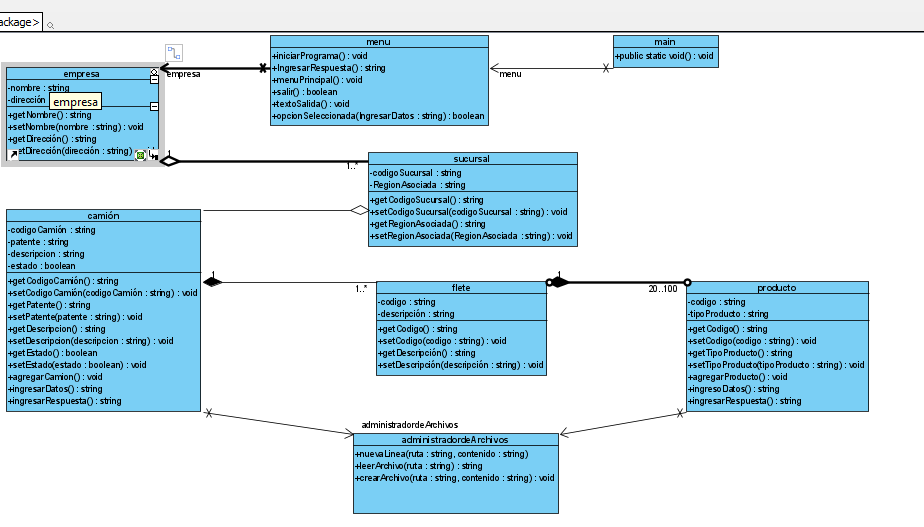 ackage>
menu
+iniciarPrograma() : void
+IngresarRespuesta() : string
+menuPrincipal() : void
+salir() : boolean
+textoSalida() : void
+opcionSeleccionada(IngresarDatos : string) : boolean
main
+public static void() : void
menu
empresa
empresa
-nombre : string
-dirección
empresa
+getNombre() : string
+setNombre(nombre : string) : void
+getDirección() : string
etDirección(dirección : string) :
1
1..*
sucursal
-codigoSucursal : string
-RegionAsociada : string
+getCodigoSucursal() : string
+setCodigoSucursal(codigoSucursal : string) : void
+getRegionAsociada() : string
+setRegionAsociada(RegionAsociada : string) : void
camión
-codigoCamión : string
-patente : string
-descripcion : string
-estado : boolean
+getCodigoCamión() : string
+setCodigoCamión(codigoCamión : string) : void
+getPatente() : string
+setPatente(patente : string) : void
+getDescripcion() : string
+setDescripcion(descripcion : string) : void
+getEstado() : boolean
+setEstado(estado : boolean) : void
+agregarCamion() : void
+ingresarDatos() : string
+ingresarRespuesta() : string
1
1..*
flete
-codigo : string
-descripción : string
+getCodigo() : string
+setCodigo(codigo : string) : void
+getDescripción() : string
+setDescripción(descripción : string) : void
1
20..100
producto
-codigo : string
-tipoProducto : string
+getCodigo() : string
+setCodigo(codigo : string) : void
+getTipoProducto() : string
+setTipoProducto(tipoProducto : string) : void
+agregarProducto() : void
+ingresoDatos() : string
+ingresarRespuesta() : string
administradordeArchivos
administradordeArchivos
+nuevaLinea(ruta : string, contenido : string)
+leerArchivo(ruta : string) : string
+crearArchivo(ruta : string, contenido : string) : void